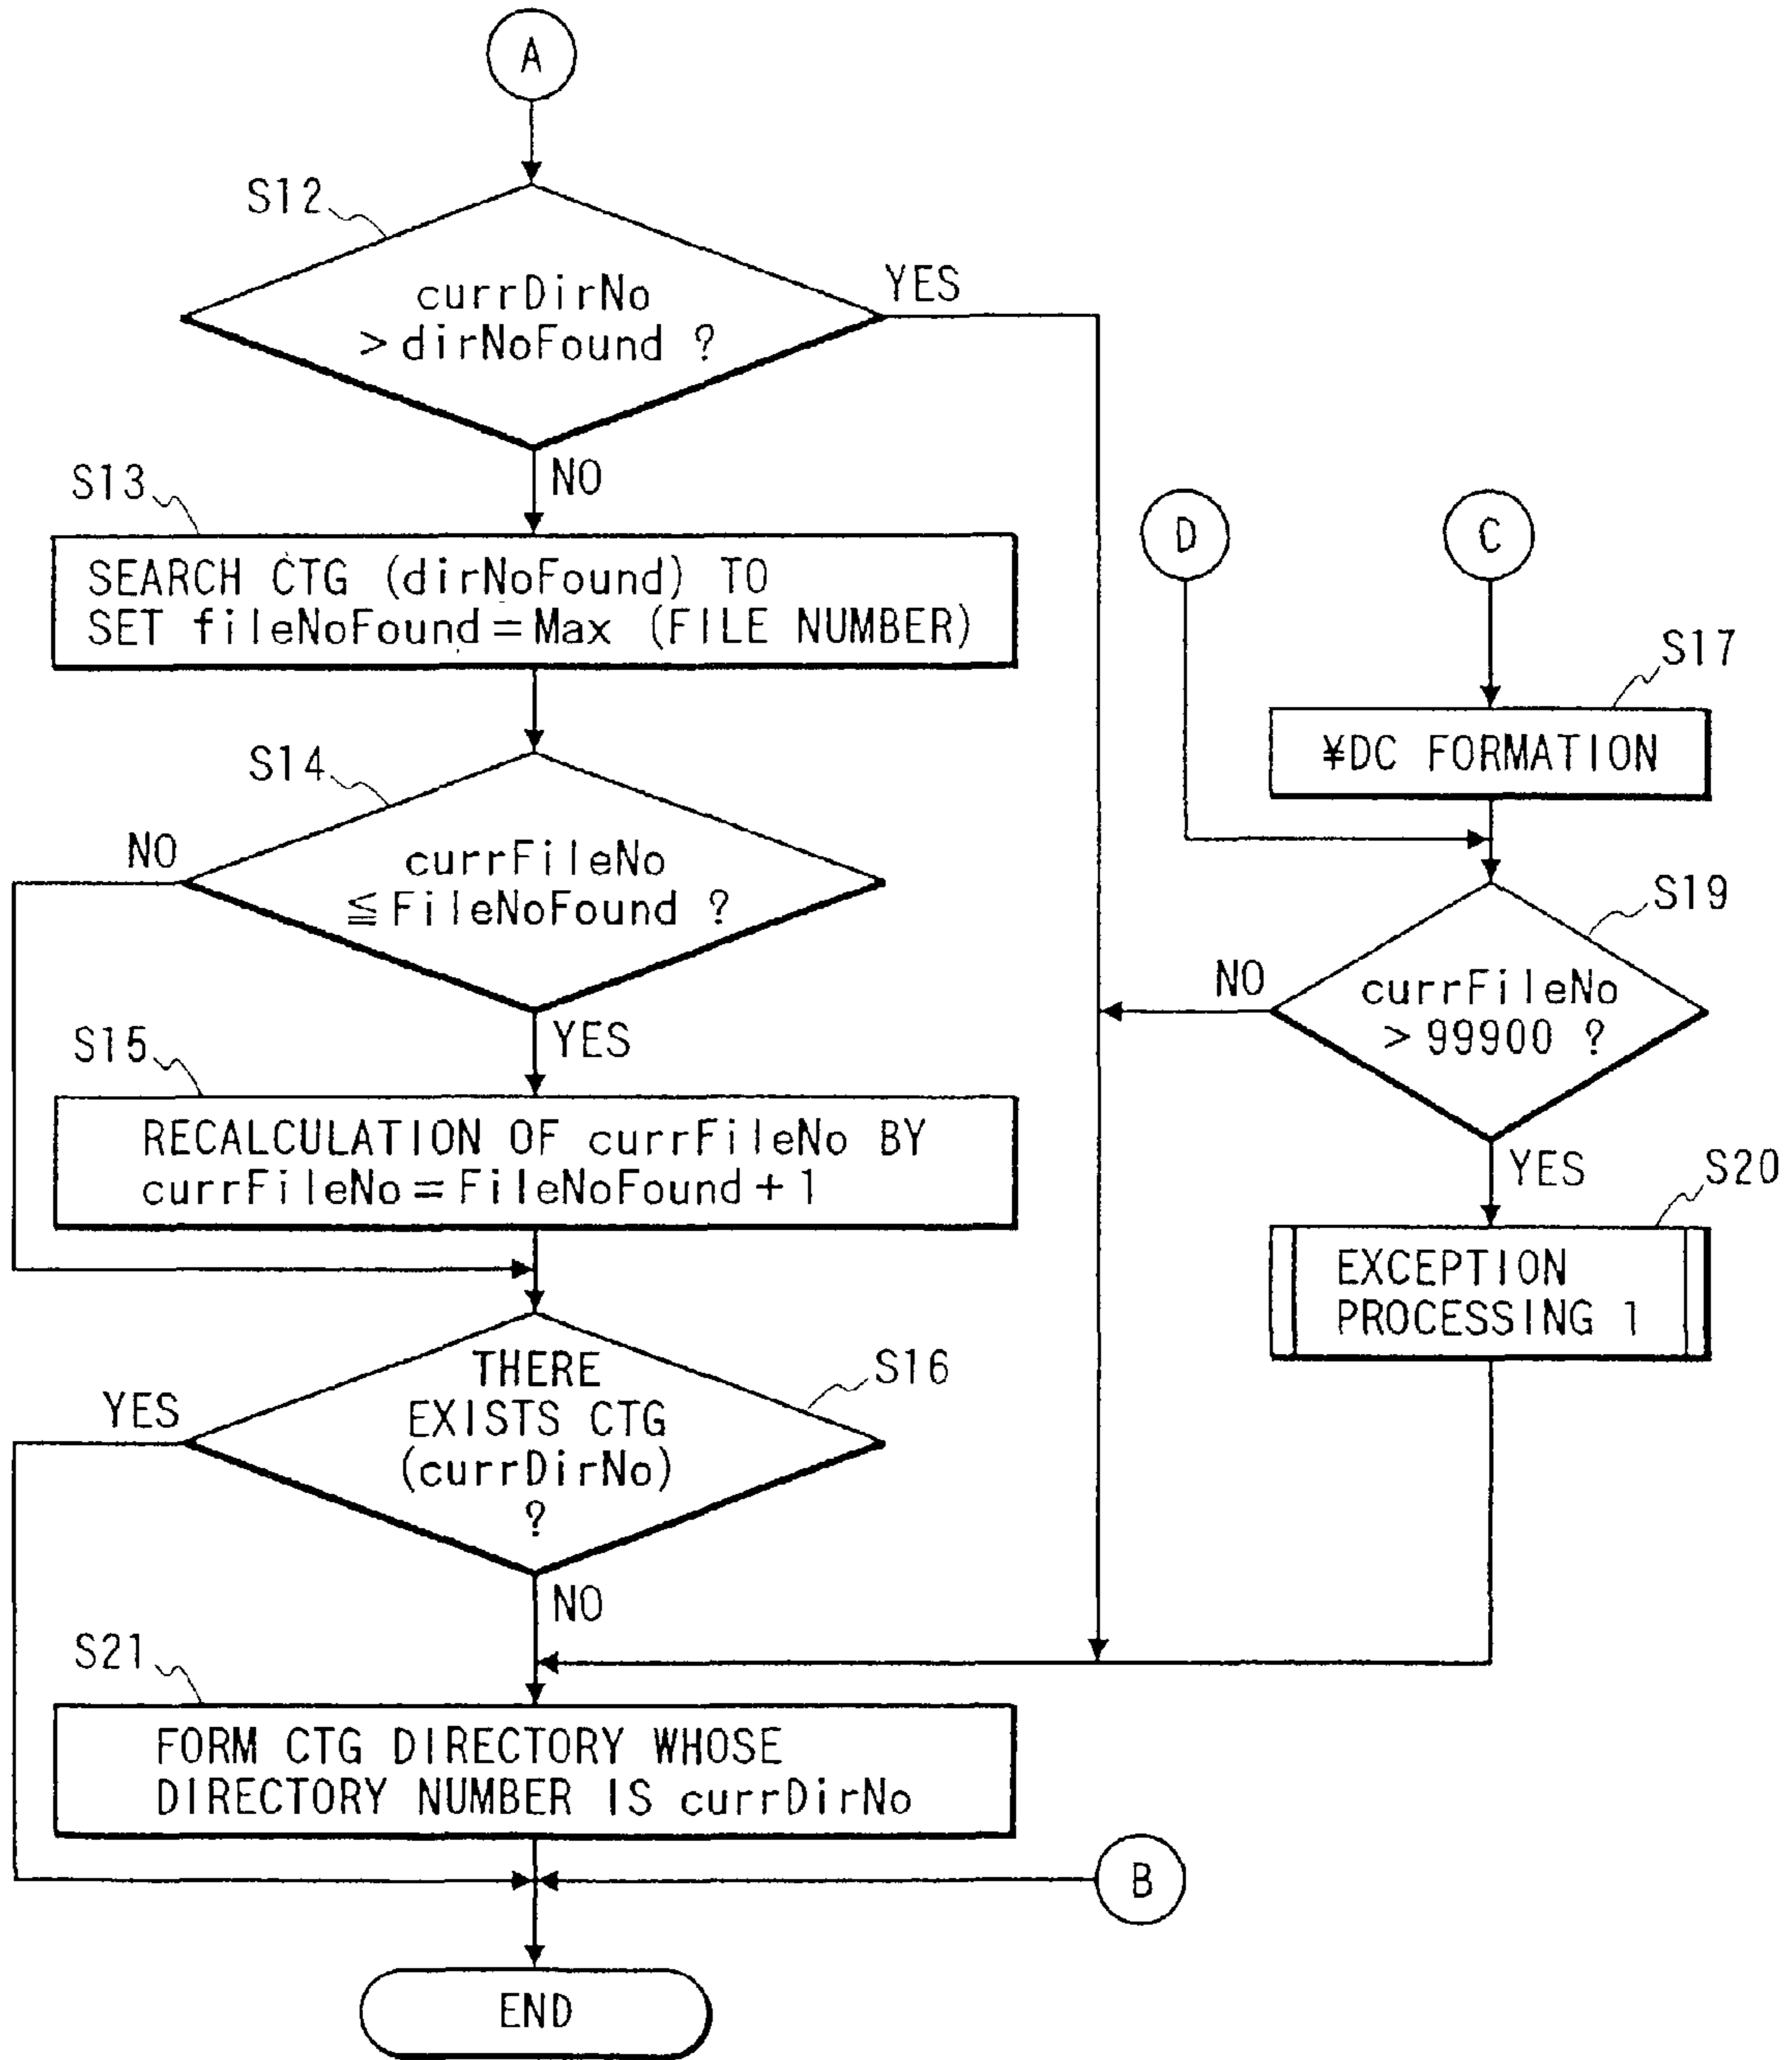 A
S12
currDirNo
> dirNoFound ?
YES
NO
S13
SEARCH CTG (dirNoFound) TO
SET fileNoFound = Max (FILE NUMBER)
S14
currFileNo
≦ FileNoFound ?
NO
YES
S15
RECALCULATION OF currFileNo BY
currFileNo = FileNoFound + 1
S16
THERE
EXISTS CTG
(currDirNo)
?
YES
NO
S21
FORM CTG DIRECTORY WHOSE
DIRECTORY NUMBER IS currDirNo
B
END
D
C
S17
¥DC FORMATION
S19
currFileNo
> 99900 ?
NO
YES
S20
EXCEPTION
PROCESSING 1